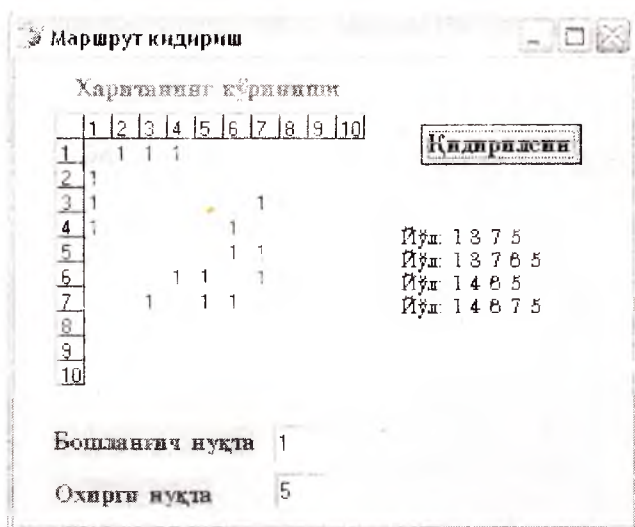 Маршрут кидириш
Хаританинг кўриниши
1 2 3 4 5 6 7 8 9 10
Қидирилсин
1 1 1 1
2 1
3 1 1
4 1 1
5 1 1
6 1 1 1
7 1 1 1
8
9
10
Йўл: 1 3 7 5
Йўл: 1 3 7 6 5
Йўл: 1 4 6 5
Йўл: 1 4 6 7 5
Бошланғич нуқта 1
Охирги нуқта 5